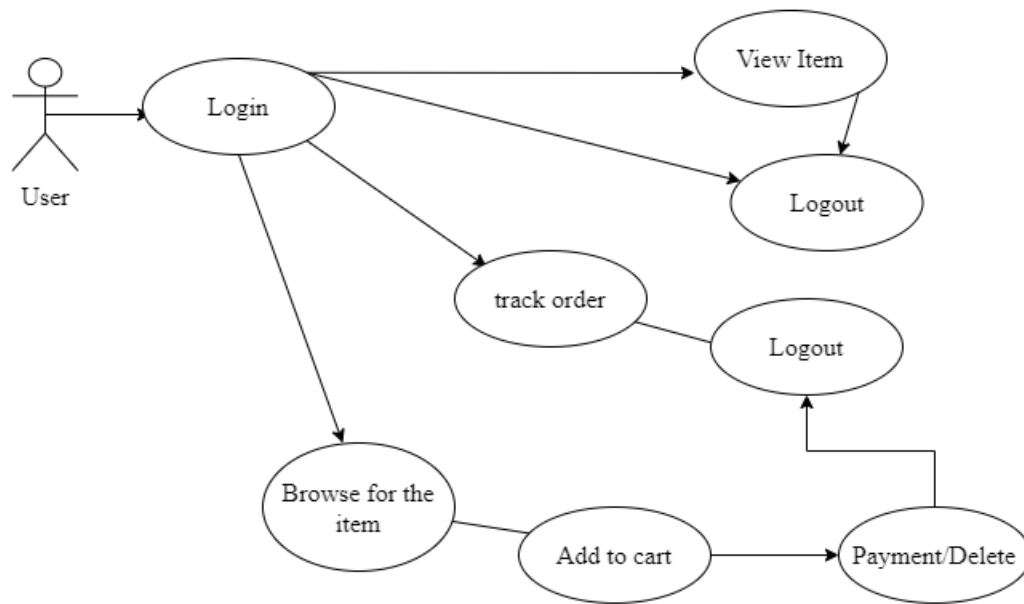 View Item
Login
User
Logout
track order
Logout
Browse for the
item
Add to cart
Payment/Delete